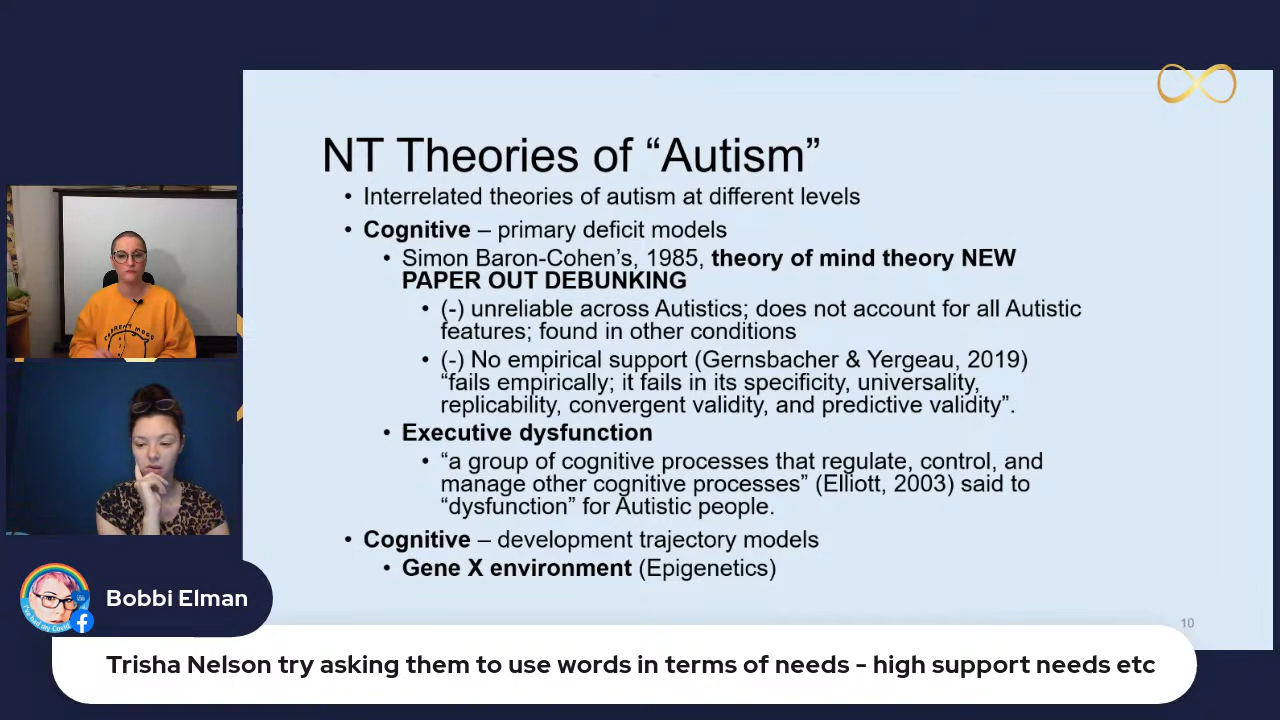 NT Theories of “Autism”
• Interrelated theories of autism at different levels
• Cognitive – primary deficit models
• Simon Baron-Cohen’s, 1985, theory of mind theory NEW
PAPER OUT DEBUNKING
• (-) unreliable across Autistics; does not account for all Autistic
features; found in other conditions
• (-) No empirical support (Gernsbacher & Yergeau, 2019)
“fails empirically; it fails in its specificity, universality,
replicability, convergent validity, and predictive validity”.
• Executive dysfunction
• “a group of cognitive processes that regulate, control, and
manage other cognitive processes” (Elliott, 2003) said to
“dysfunction” for Autistic people.
• Cognitive – development trajectory models
• Gene X environment (Epigenetics)
10
Bobbi Elman
Trisha Nelson try asking them to use words in terms of needs - high support needs etc